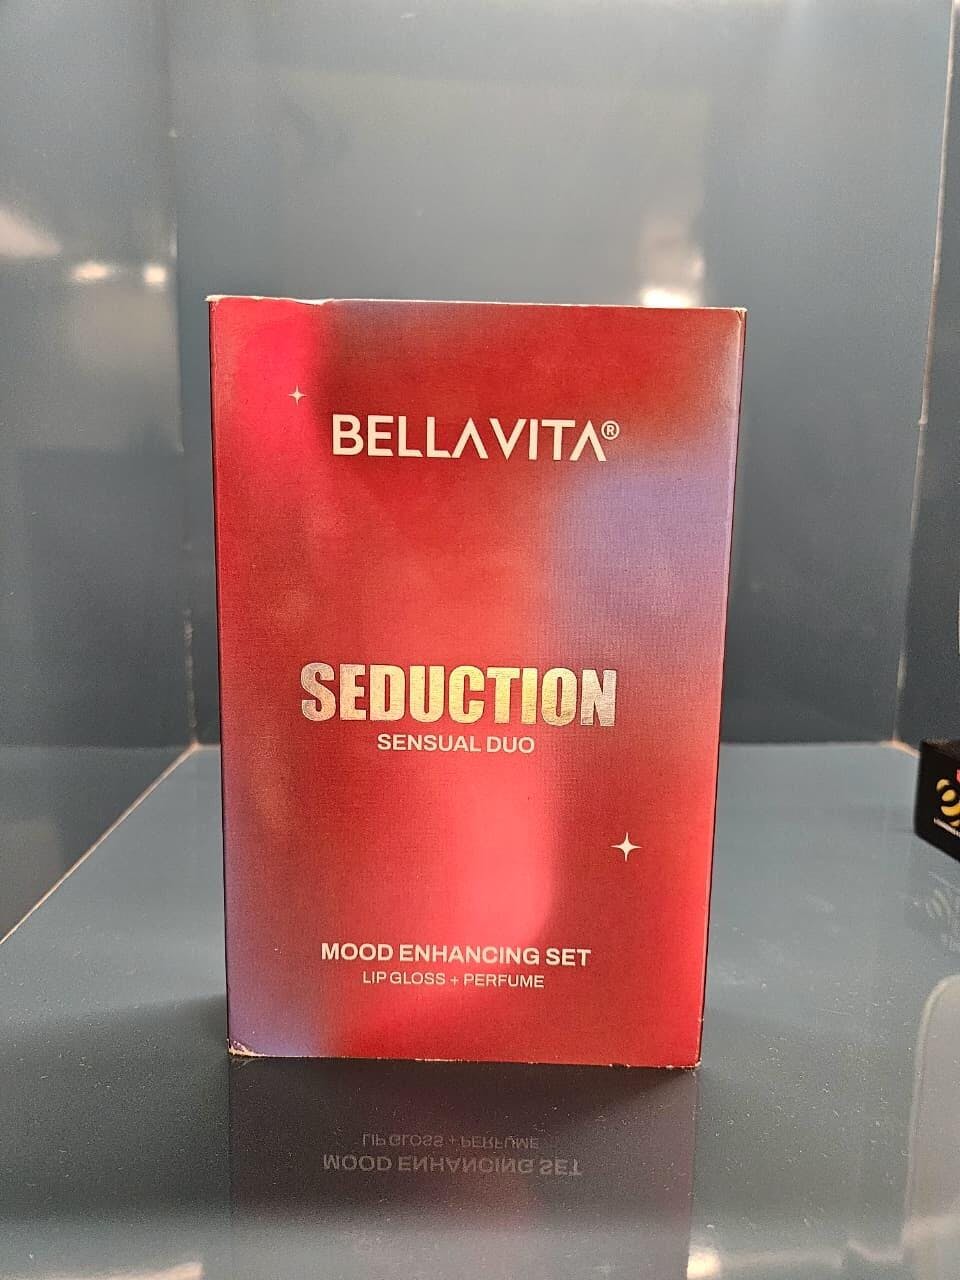 BELLAVITA®
SEDUCTION
SENSUAL DUO
MOOD ENHANCING SET
LIP GLOSS + PERFUME